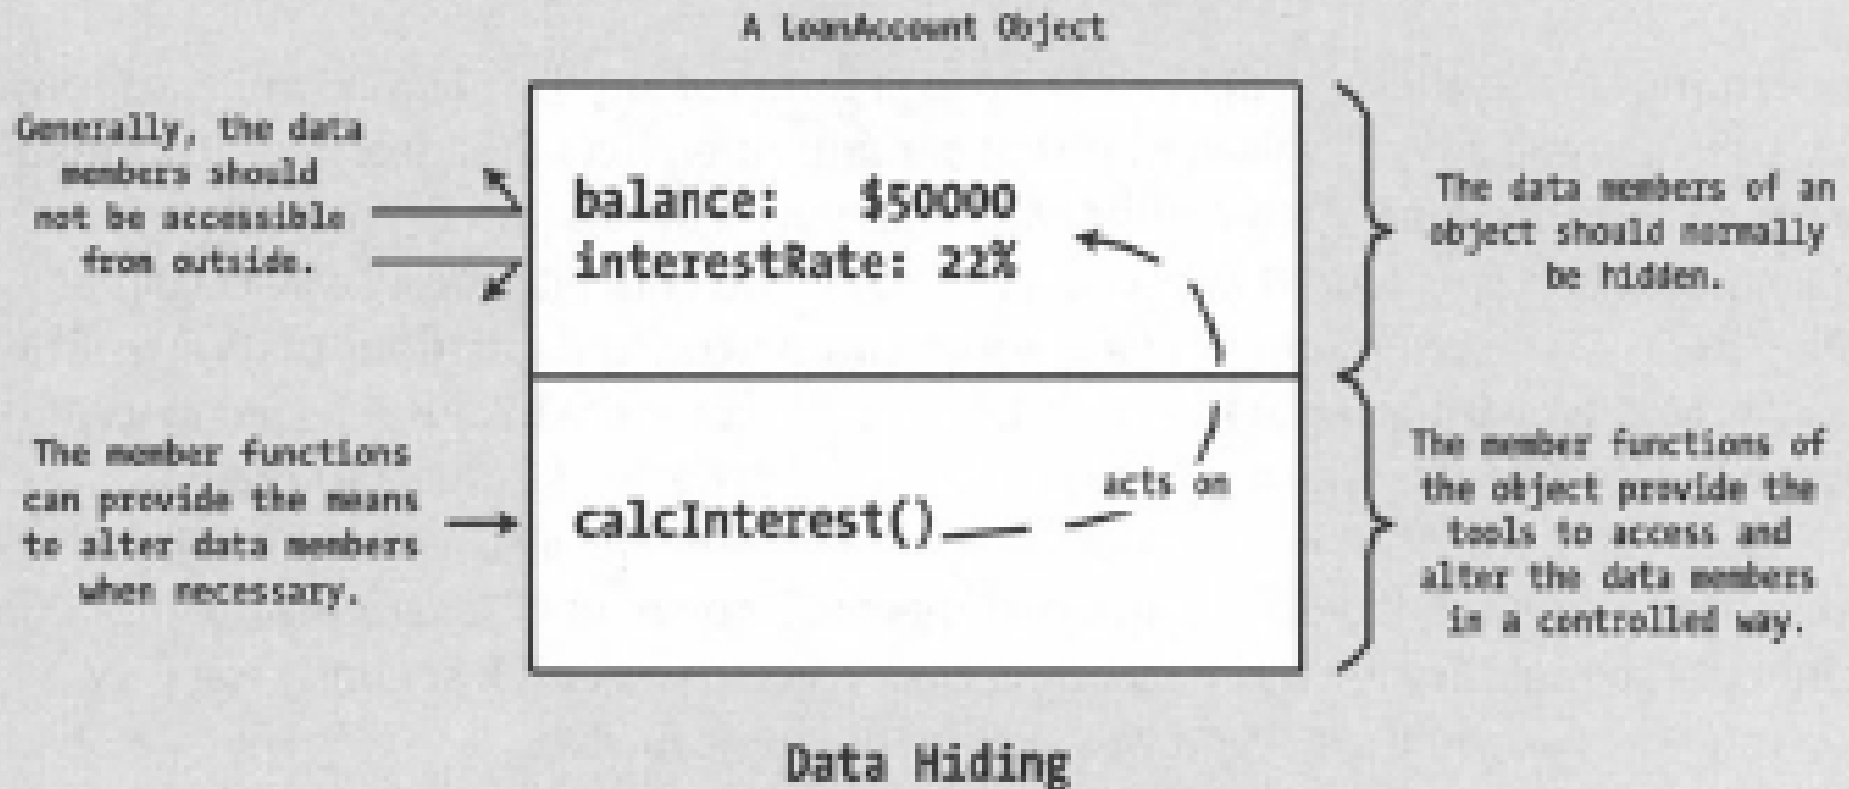 A LoanAccount Object
Generally, the data
members should
not be accessible
from outside.
balance: $50000
interestRate: 22%
The data members of an
object should normally
be hidden.
The member functions
can provide the means
to alter data members
when necessary.
calcInterest()
acts on
The member functions of
the object provide the
tools to access and
alter the data members
in a controlled way.
Data Hiding